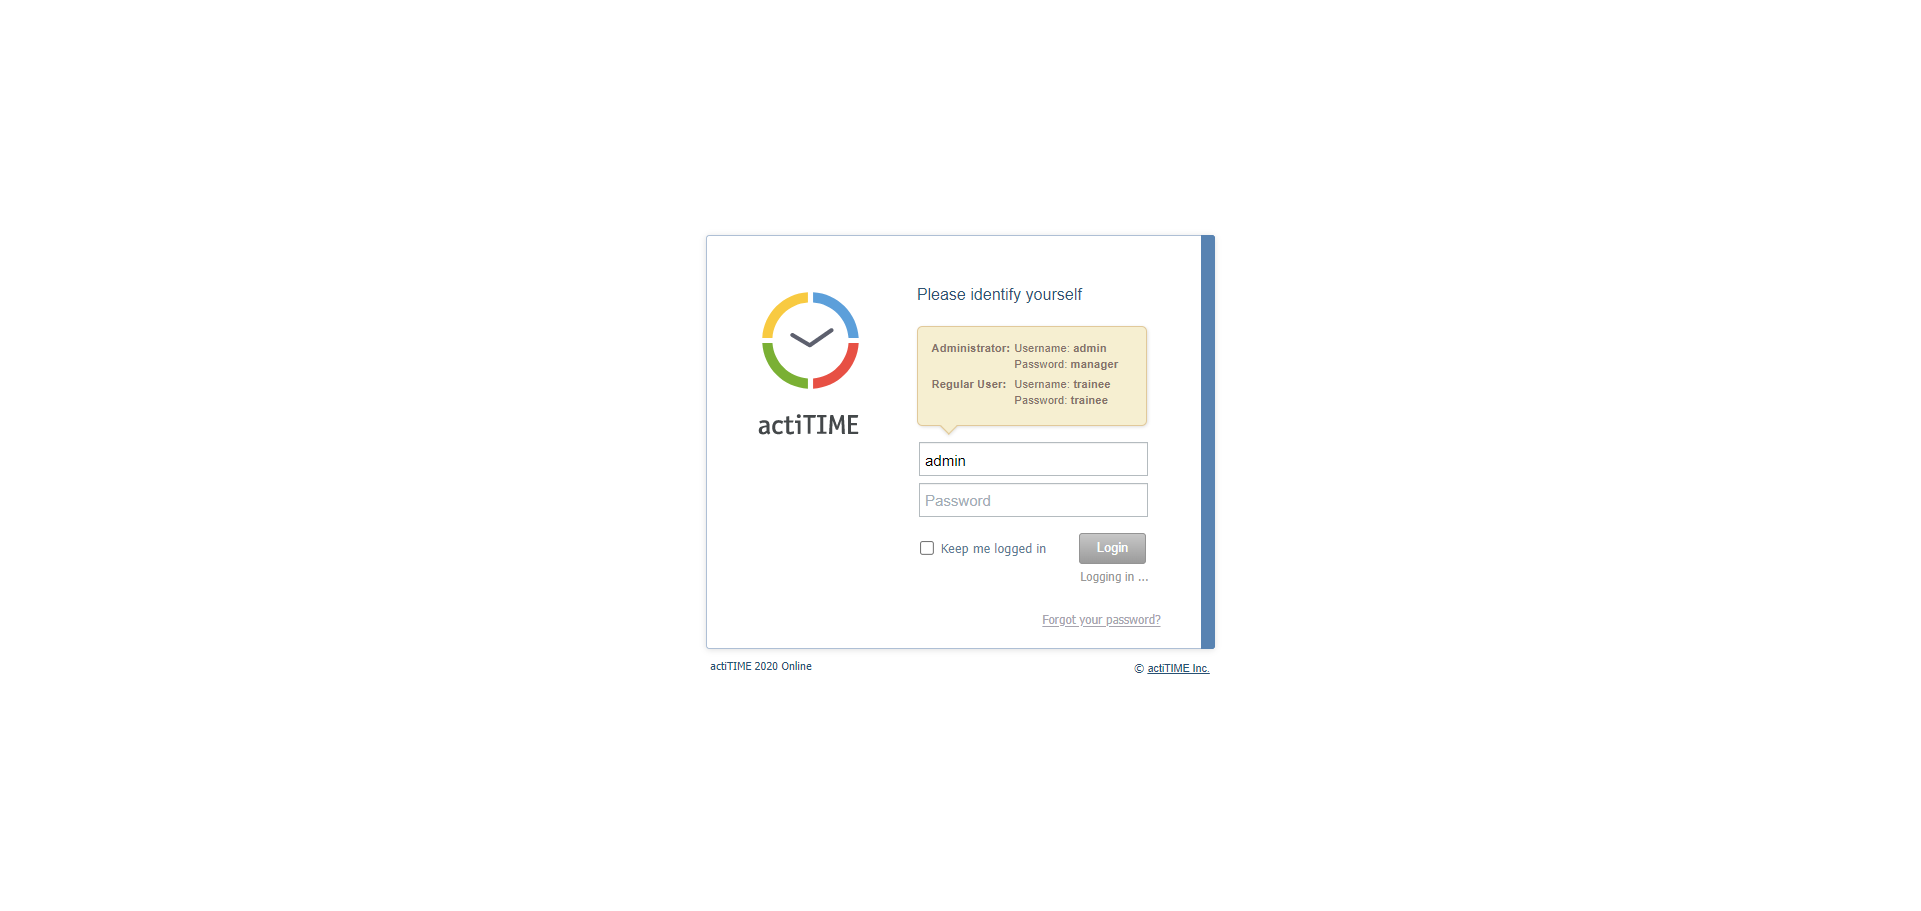 Please identify yourself
Administrator: Username: admin
Password: manager
Regular User: Username: trainee
Password: trainee
actiTIME
admin
Password
Keep me logged in
Login
Logging in ...
Forgot your password?
actiTIME 2020 Online
© actiTIME Inc.